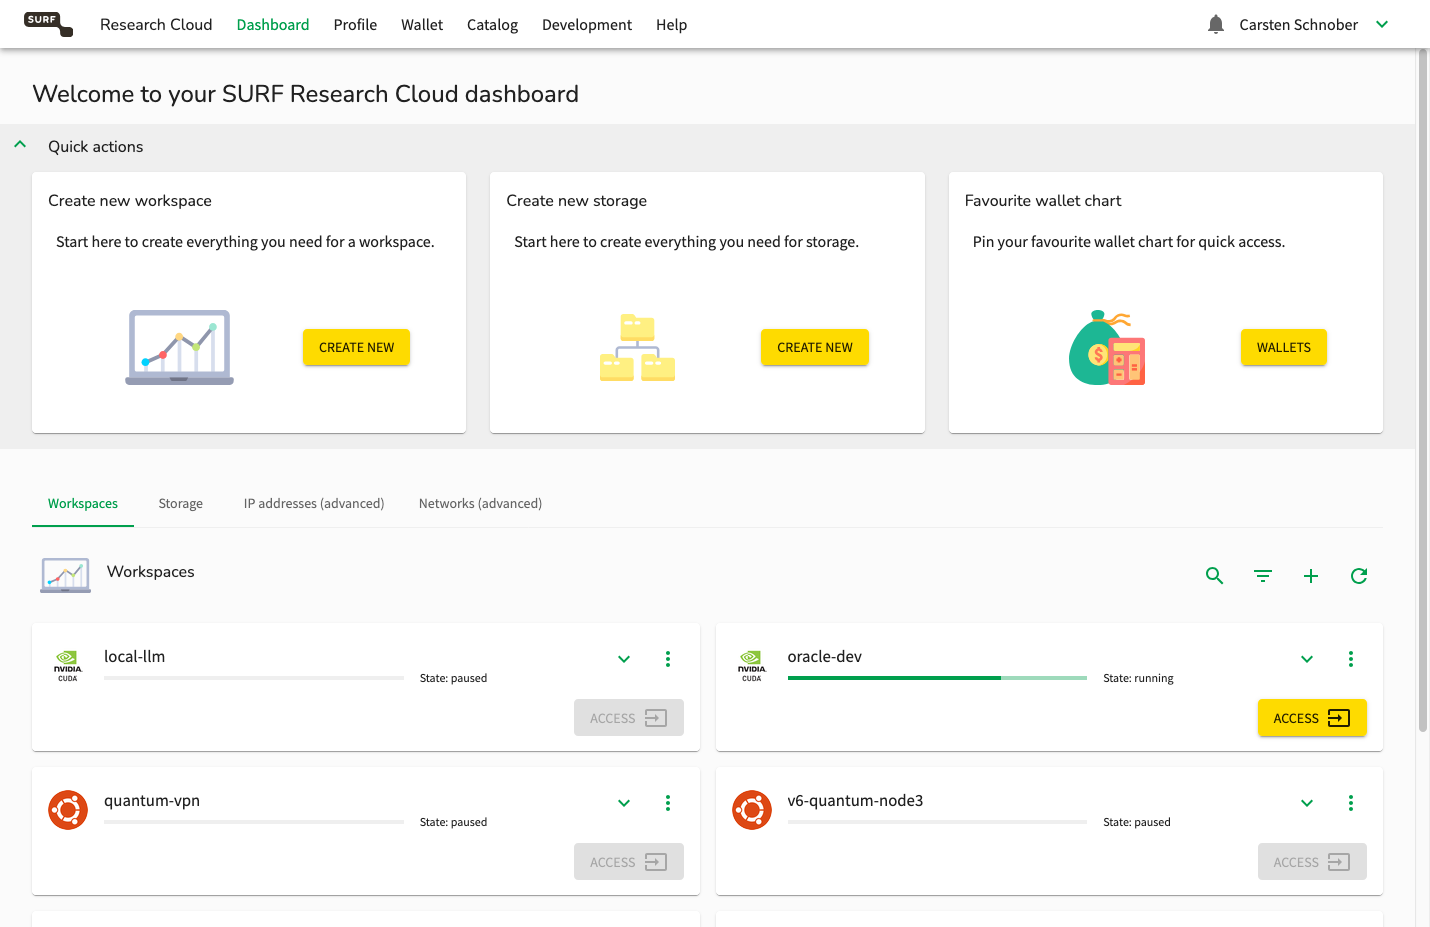 SURF Research Cloud Dashboard Profile Wallet Catalog Development Help Carsten Schnober
Welcome to your SURF Research Cloud dashboard
Quick actions
Create new workspace
Start here to create everything you need for a workspace.
CREATE NEW
Create new storage
Start here to create everything you need for storage.
CREATE NEW
Favourite wallet chart
Pin your favourite wallet chart for quick access.
$
WALLETS
Workspaces Storage IP addresses (advanced) Networks (advanced)
Workspaces
NVIDIA.
CUDA
local-llm
State: paused
ACCESS
NVIDIA.
CUDA
oracle-dev
State: running
ACCESS
quantum-vpn
State: paused
ACCESS
v6-quantum-node3
State: paused
ACCESS